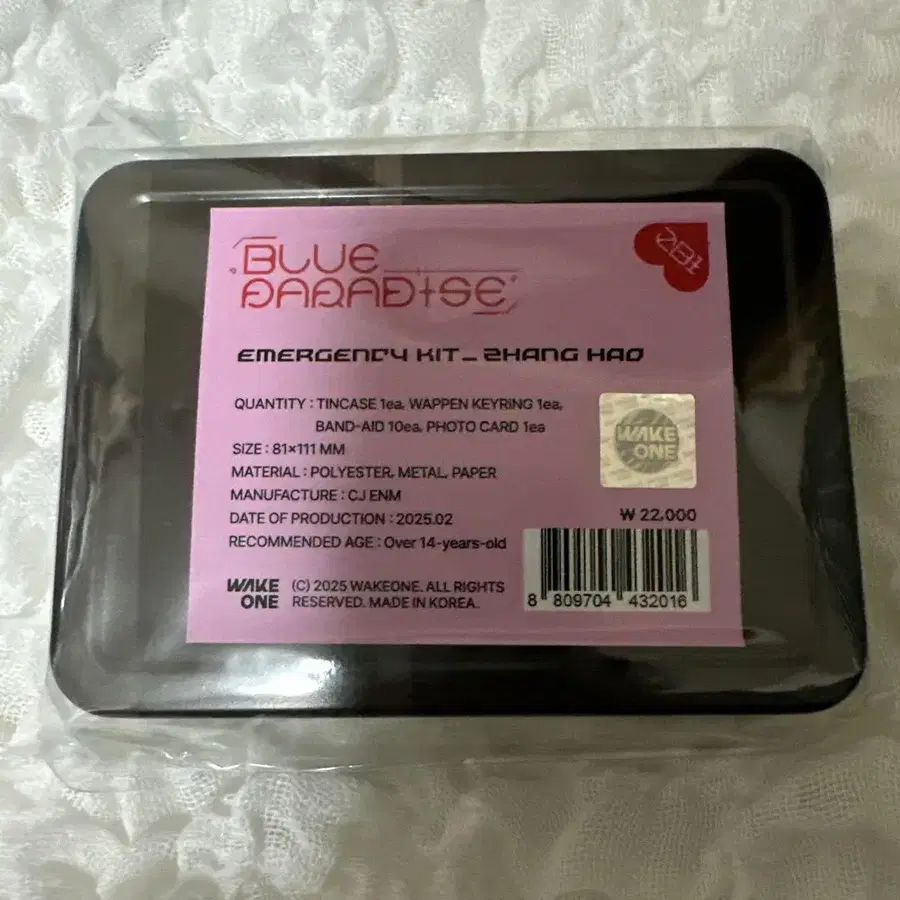 BLUE
PARADISE
ZB1
EMERGENCY KIT_ ZHANG HAO
QUANTITY : TINCASE 1ea, WAPPEN KEYRING 1ea,
BAND-AID 10ea, PHOTO CARD 1ea
SIZE : 81×111 MM
MATERIAL : POLYESTER, METAL, PAPER
MANUFACTURE : CJ ENM
DATE OF PRODUCTION : 2025.02
RECOMMENDED AGE : Over 14-years-old
WAKE
ONE
₩ 22,000
8 809704 432016
WAKE
ONE
(C) 2025 WAKEONE. ALL RIGHTS
RESERVED. MADE IN KOREA.